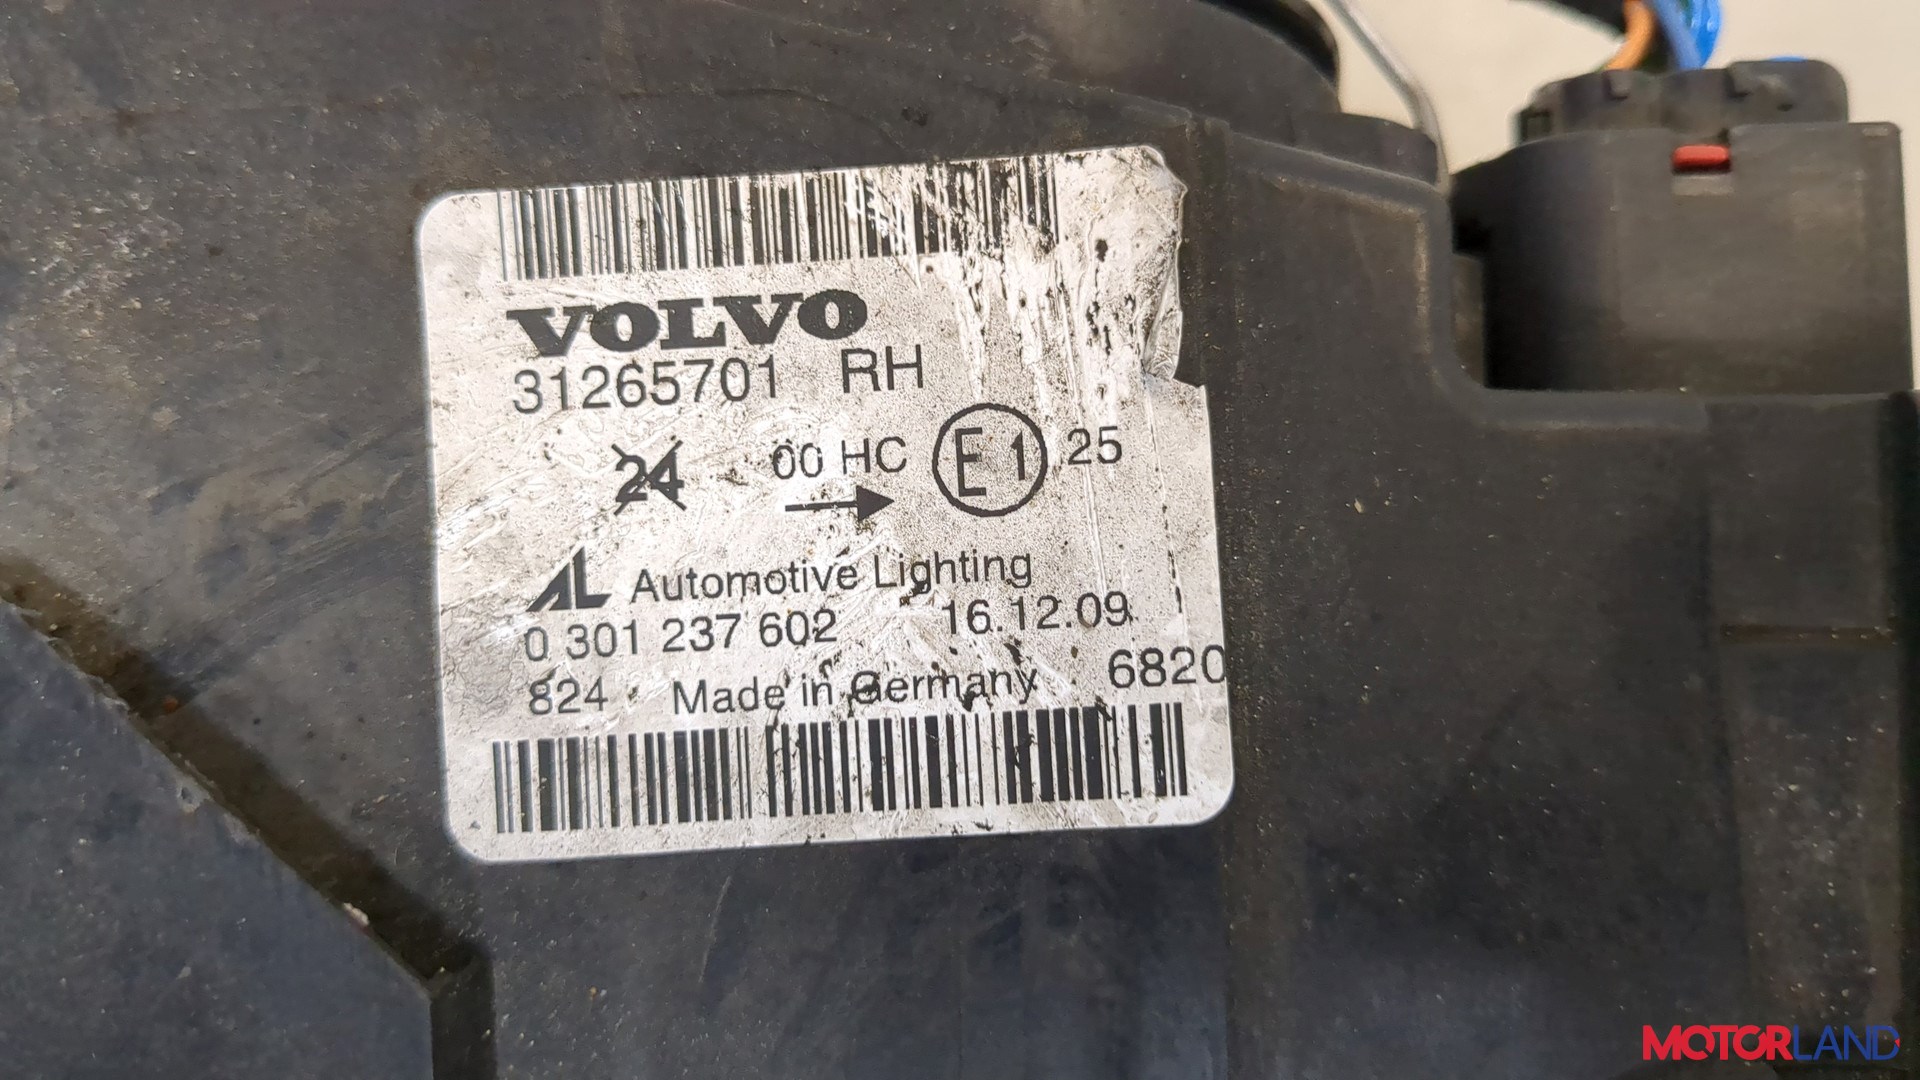 VOLVO
31265701 RH
24 00 HC E1 25
AL Automotive Lighting
0 301 237 602 16.12.09
824 Made in Germany 6820
MOTORLAND